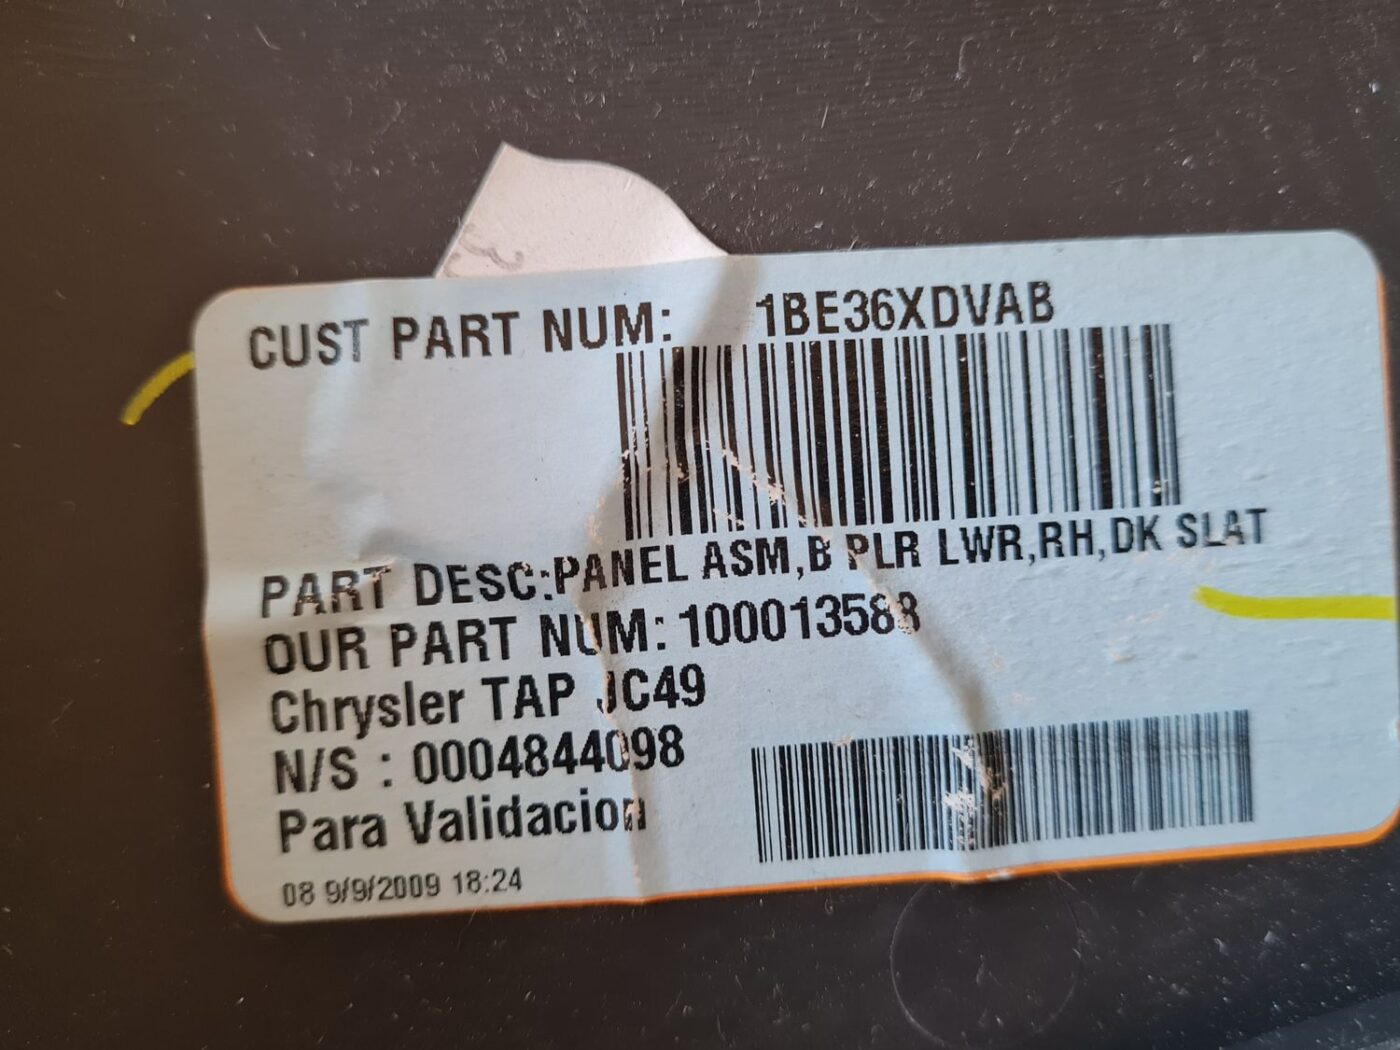 CUST PART NUM: 1BE36XDVAB
PART DESC:PANEL ASM,B PLR LWR,RH,DK SLAT
OUR PART NUM: 100013588
Chrysler TAP JC49
N/S : 0004844098
Para Validacion
08 9/9/2009 18:24